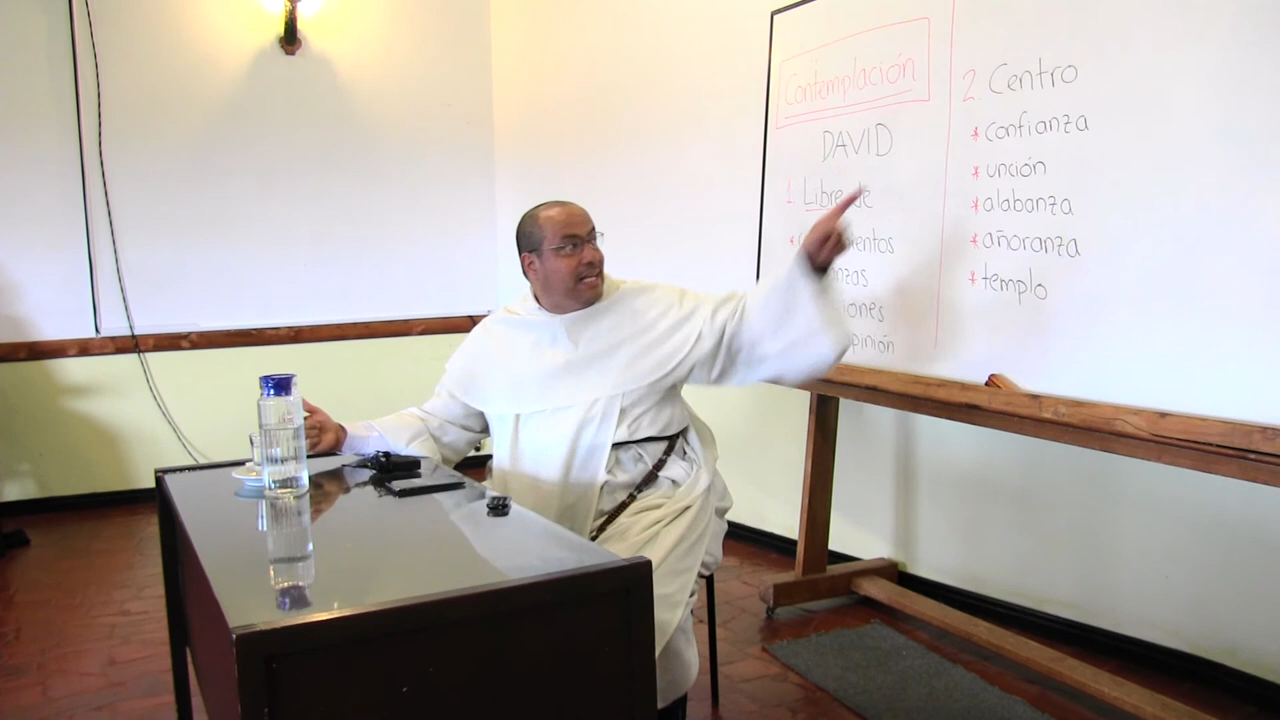 Contemplación
DAVID
1. Libre de
*
2. Centro
* confianza
* unción
* alabanza
* añoranza
* templo